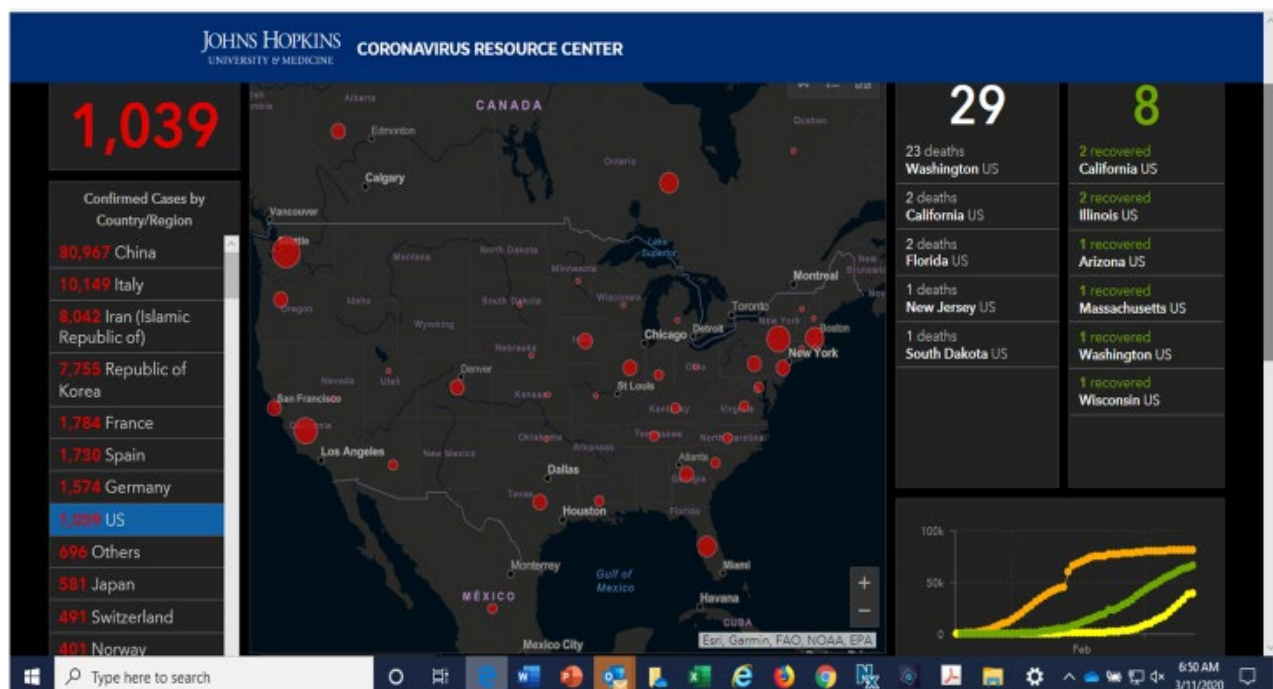 JOHNS HOPKINS
UNIVERSITY & MEDICINE
CORONAVIRUS RESOURCE CENTER
1,039
Confirmed Cases by
Country/Region
80,967 China
10,149 Italy
8,042 Iran (Islamic
Republic of)
7,755 Republic of
Korea
1,784 France
1,730 Spain
1,574 Germany
1,039 US
696 Others
581 Japan
491 Switzerland
401 Norway
Alberta
CANADA
Quebec
Edmonton
Ontario
Calgary
Vancouver
Seattle
Montana
North Dakota
Lake
Superior
Minnesota
Montreal
New
Brunswick
Oregon
Idaho
South Dakota
Wisconsin
Toronto
Wyoming
Chicago
Detroit
New York
Boston
Nebraska
New York
Nevada
Utah
Denver
St Louis
San Francisco
California
Kansas
Kentucky
Virginia
Los Angeles
New Mexico
Oklahoma
Arkansas
Tennessee
North Carolina
Atlanta
Georgia
Dallas
Texas
Houston
Florida
Monterrey
Gulf of
Mexico
Miami
MÉXICO
Havana
CUBA
Mexico City
Esri, Garmin, FAO, NOAA, EPA
+
−
29
23 deaths
Washington US
2 deaths
California US
2 deaths
Florida US
1 deaths
New Jersey US
1 deaths
South Dakota US
8
2 recovered
California US
2 recovered
Illinois US
1 recovered
Arizona US
1 recovered
Massachusetts US
1 recovered
Washington US
1 recovered
Wisconsin US
100k
50k
0
Feb
Type here to search
6:50 AM
3/11/2020